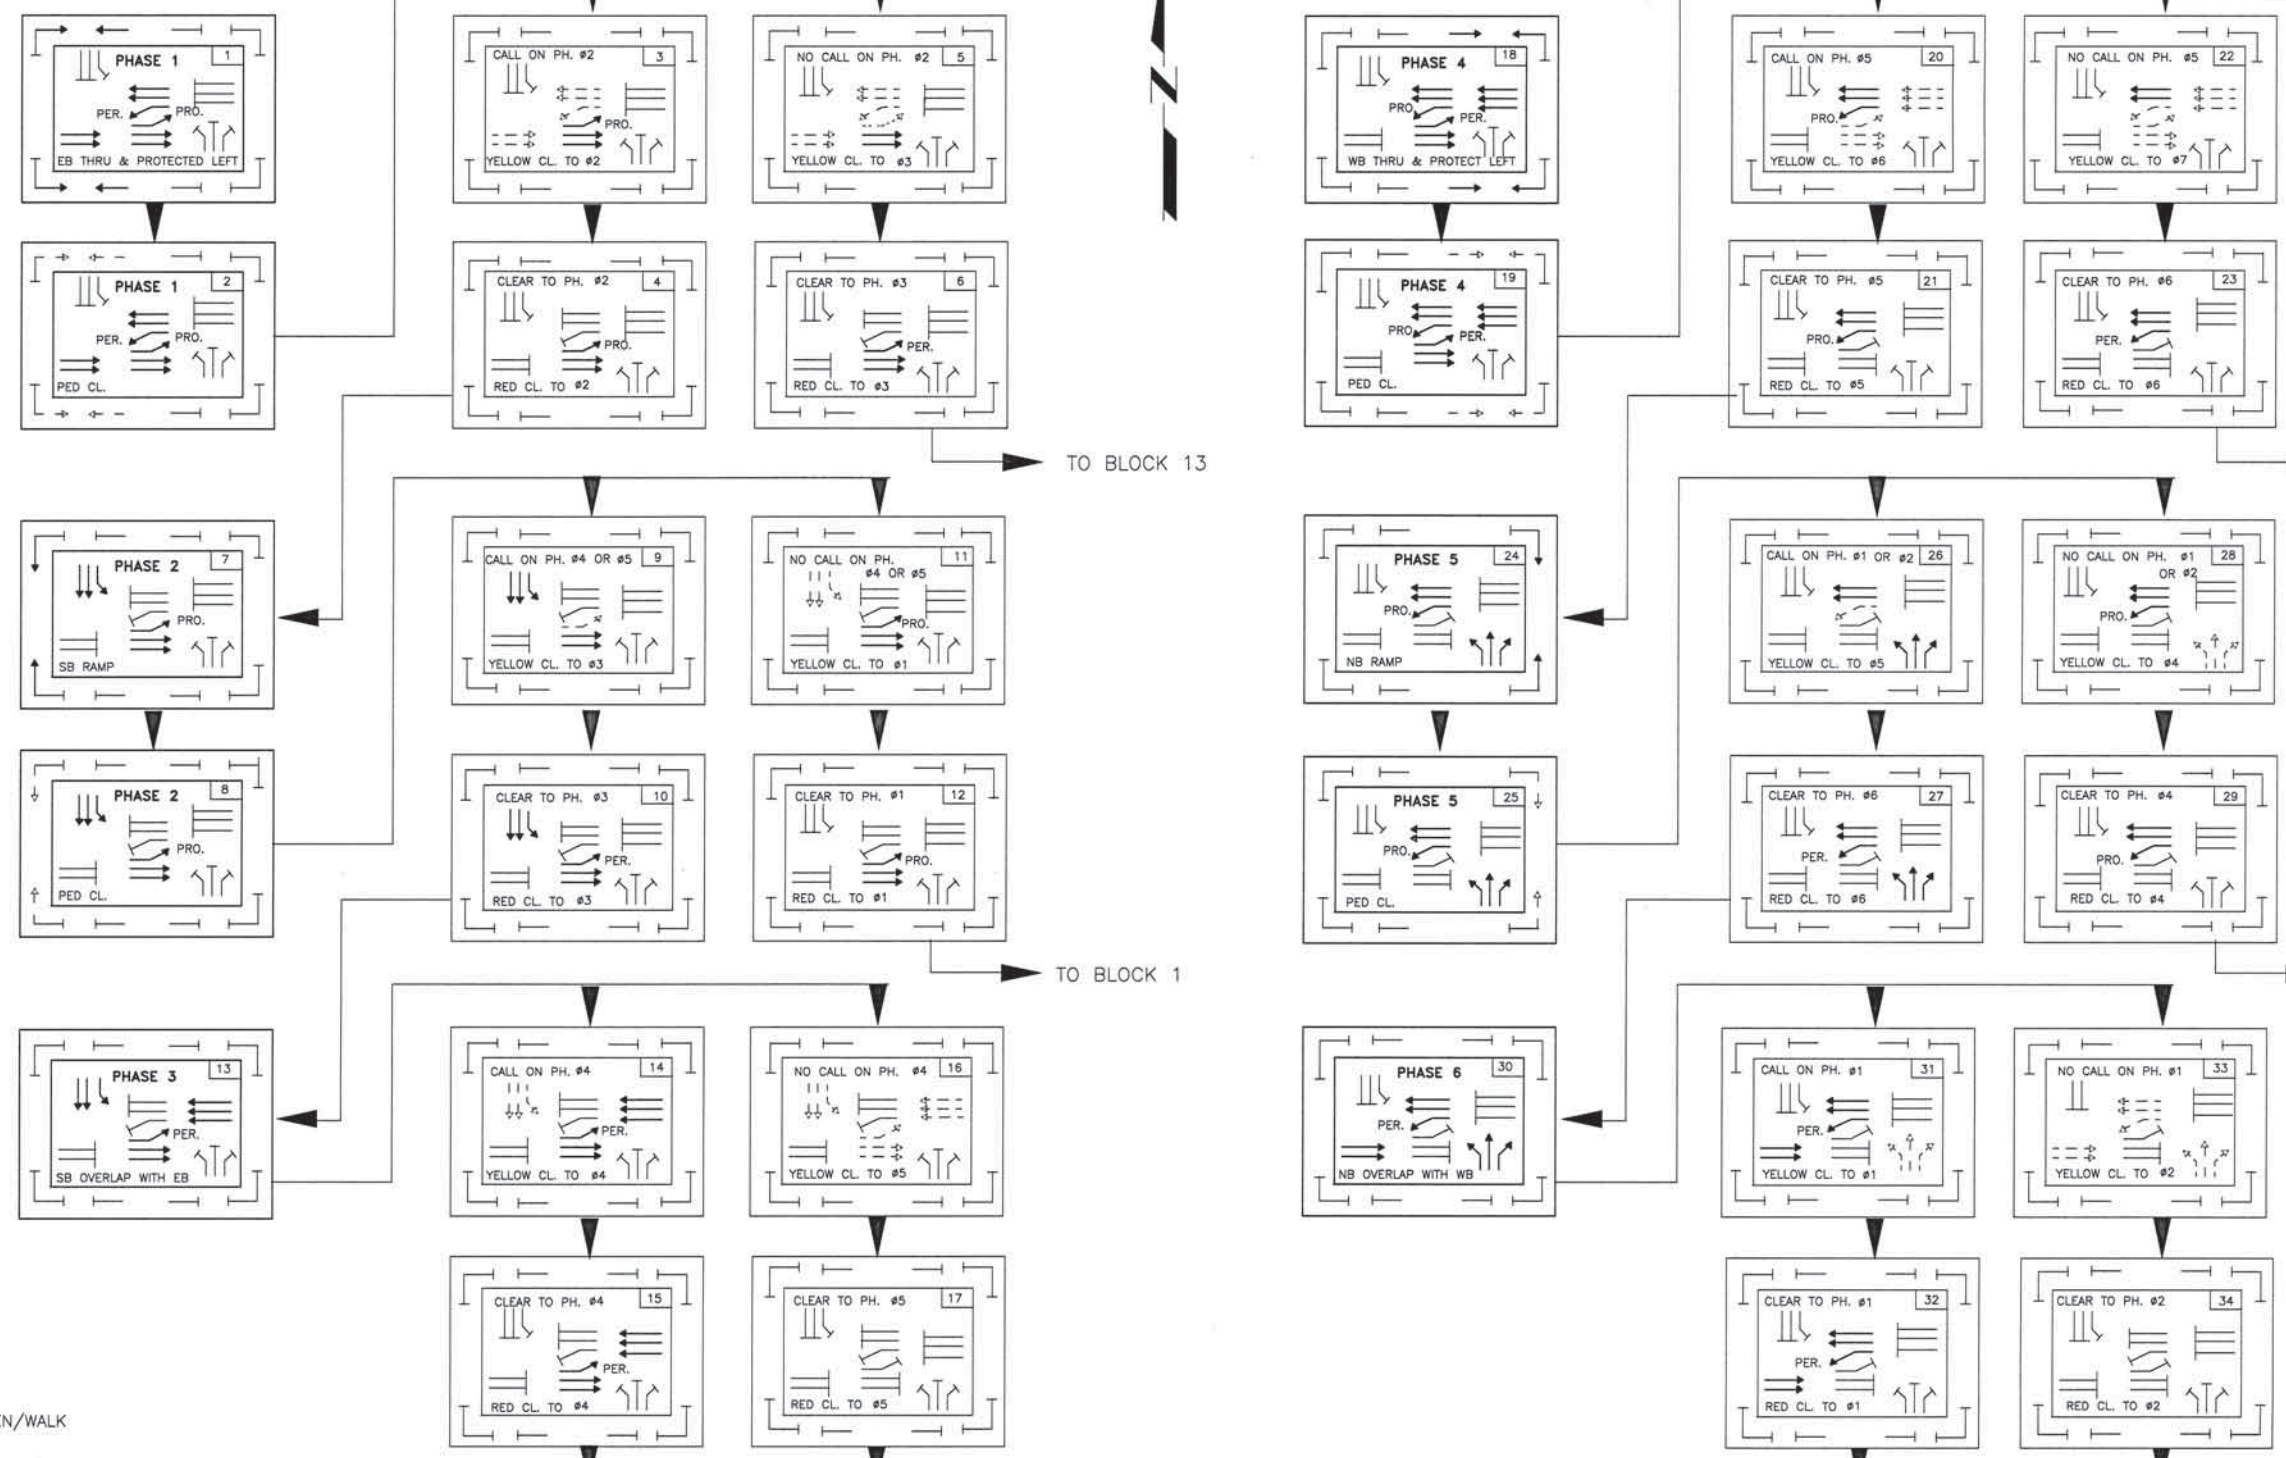 PHASE 1 1
PER. PRO.
EB THRU & PROTECTED LEFT
CALL ON PH. ø2 3
PRO.
YELLOW CL. TO ø2
NO CALL ON PH. ø2 5
YELLOW CL. TO ø3
PHASE 1 2
PER. PRO.
PED CL.
CLEAR TO PH. ø2 4
PRO.
RED CL. TO ø2
CLEAR TO PH. ø3 6
PER.
RED CL. TO ø3
TO BLOCK 13
PHASE 2 7
PRO.
SB RAMP
CALL ON PH. ø4 OR ø5 9
YELLOW CL. TO ø3
NO CALL ON PH. 11
ø4 OR ø5
PRO.
YELLOW CL. TO ø1
PHASE 2 8
PRO.
PED CL.
CLEAR TO PH. ø3 10
PER.
RED CL. TO ø3
CLEAR TO PH. ø1 12
PRO.
RED CL. TO ø1
TO BLOCK 1
PHASE 3 13
PER.
SB OVERLAP WITH EB
CALL ON PH. ø4 14
PER.
YELLOW CL. TO ø4
NO CALL ON PH. ø4 16
YELLOW CL. TO ø5
CLEAR TO PH. ø4 15
PER.
RED CL. TO ø4
CLEAR TO PH. ø5 17
RED CL. TO ø5
N/WALK
N
PHASE 4 18
PRO. PER.
WB THRU & PROTECT LEFT
CALL ON PH. ø5 20
PRO.
YELLOW CL. TO ø6
NO CALL ON PH. ø5 22
YELLOW CL. TO ø7
PHASE 4 19
PRO. PER.
PED CL.
CLEAR TO PH. ø5 21
PRO.
RED CL. TO ø5
CLEAR TO PH. ø6 23
PER.
RED CL. TO ø6
PHASE 5 24
PRO.
NB RAMP
CALL ON PH. ø1 OR ø2 26
YELLOW CL. TO ø5
NO CALL ON PH. ø1 28
OR ø2
PRO.
YELLOW CL. TO ø4
PHASE 5 25
PRO.
PED CL.
CLEAR TO PH. ø6 27
PER.
RED CL. TO ø6
CLEAR TO PH. ø4 29
PRO.
RED CL. TO ø4
PHASE 6 30
PER.
NB OVERLAP WITH WB
CALL ON PH. ø1 31
PER.
YELLOW CL. TO ø1
NO CALL ON PH. ø1 33
YELLOW CL. TO ø2
CLEAR TO PH. ø1 32
PER.
RED CL. TO ø1
CLEAR TO PH. ø2 34
RED CL. TO ø2